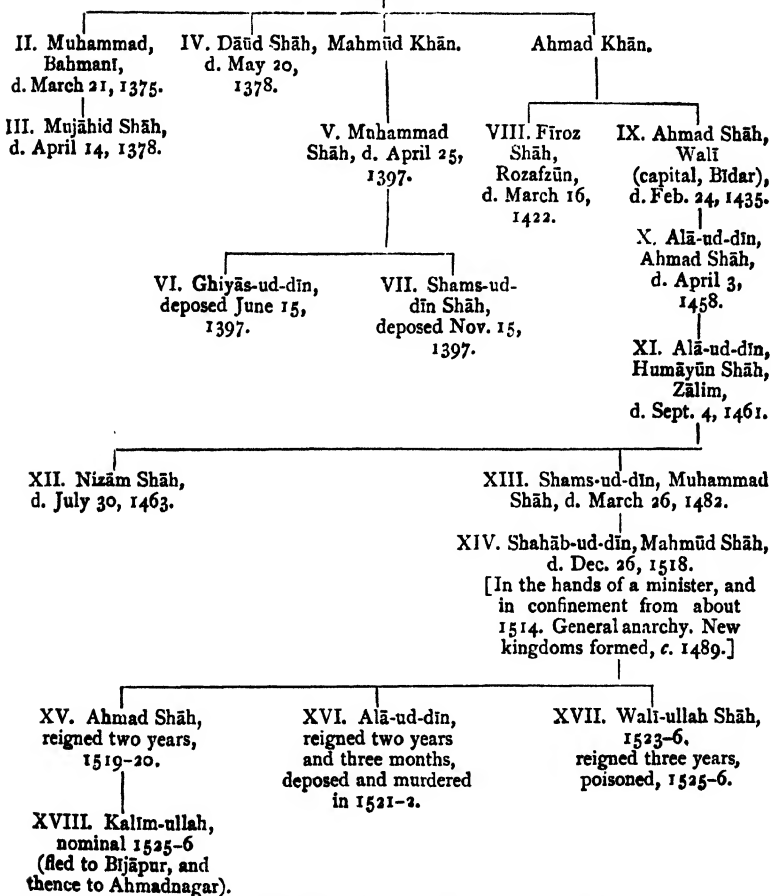 II. Muhammad,
Bahmanī,
d. March 21, 1375.
IV. Dāūd Shāh,
d. May 20,
1378.
Mahmūd Khān.
Ahmad Khān.
III. Mujāhid Shāh,
d. April 14, 1378.
V. Muhammad
Shāh, d. April 25,
1397.
VIII. Fīroz
Shāh,
Rozafzūn,
d. March 16,
1422.
IX. Ahmad Shāh,
Walī
(capital, Bīdar),
d. Feb. 24, 1435.
X. Alā-ud-dīn,
Ahmad Shāh,
d. April 3,
1458.
VI. Ghiyās-ud-dīn,
deposed June 15,
1397.
VII. Shams-ud-
dīn Shāh,
deposed Nov. 15,
1397.
XI. Alā-ud-dīn,
Humāyūn Shāh,
Zālim,
d. Sept. 4, 1461.
XII. Nizām Shāh,
d. July 30, 1463.
XIII. Shams-ud-dīn, Muhammad
Shāh, d. March 26, 1482.
XIV. Shahāb-ud-dīn, Mahmūd Shāh,
d. Dec. 26, 1518.
[In the hands of a minister, and
in confinement from about
1514. General anarchy. New
kingdoms formed, c. 1489.]
XV. Ahmad Shāh,
reigned two years,
1519-20.
XVI. Alā-ud-dīn,
reigned two years
and three months,
deposed and murdered
in 1521-2.
XVII. Walī-ullah Shāh,
1523-6,
reigned three years,
poisoned, 1525-6.
XVIII. Kalīm-ullah,
nominal 1525-6
(fled to Bījāpur, and
thence to Ahmadnagar).